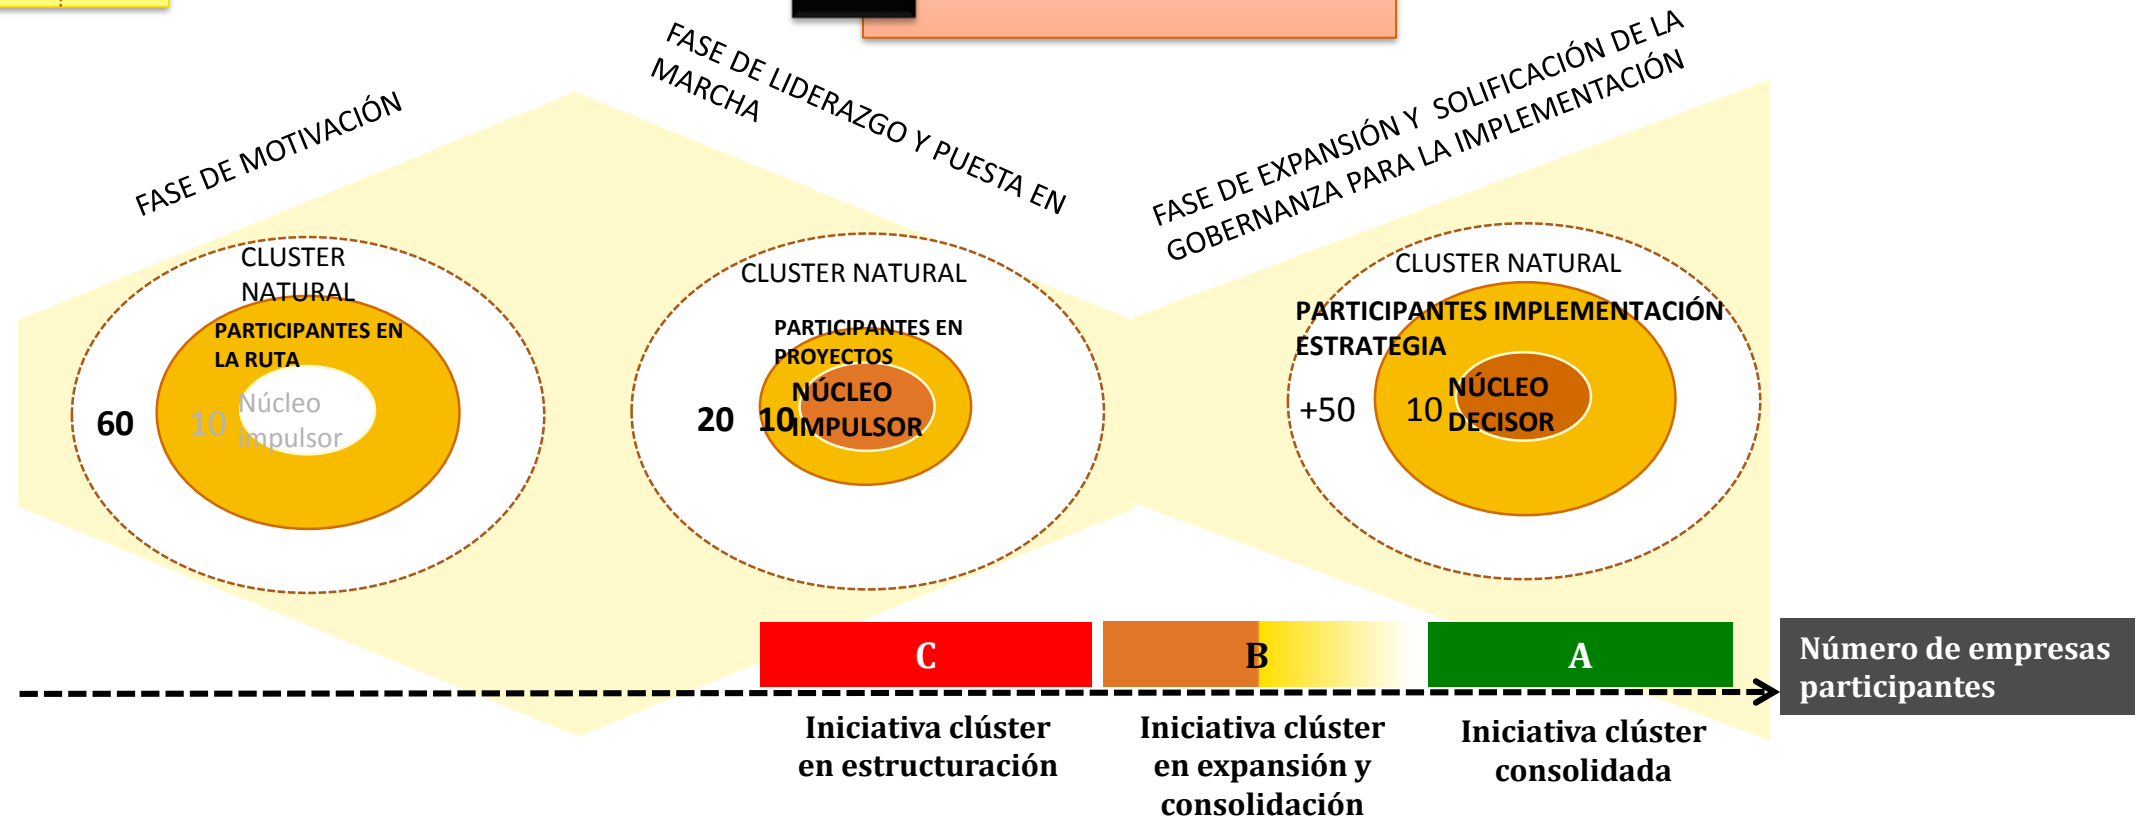 FASE DE MOTIVACIÓN
CLUSTER
NATURAL
PARTICIPANTES EN
LA RUTA
60
10
Núcleo
impulsor
FASE DE LIDERAZGO Y PUESTA EN
MARCHA
CLUSTER NATURAL
PARTICIPANTES EN
PROYECTOS
20
10
NÚCLEO
IMPULSOR
FASE DE EXPANSIÓN Y SOLIFICACIÓN DE LA
GOBERNANZA PARA LA IMPLEMENTACIÓN
CLUSTER NATURAL
PARTICIPANTES IMPLEMENTACIÓN
ESTRATEGIA
+50
10
NÚCLEO
DECISOR
C
B
A
Número de empresas
participantes
Iniciativa clúster
en estructuración
Iniciativa clúster
en expansión y
consolidación
Iniciativa clúster
consolidada